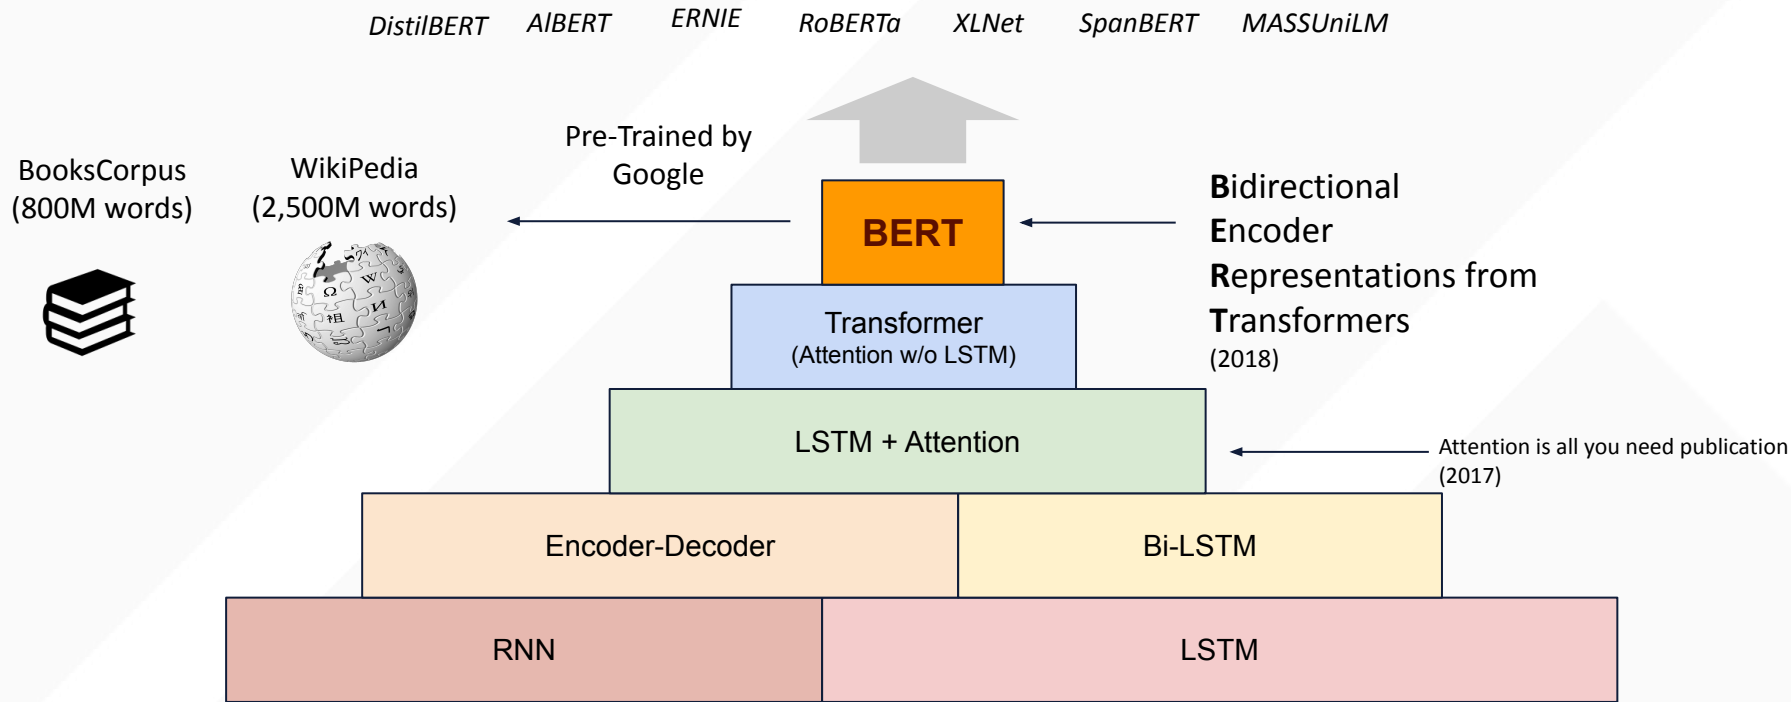 DistilBERT
AlBERT
ERNIE
RoBERTa
XLNet
SpanBERT
MASSUniLM
Pre-Trained by
Google
BooksCorpus
(800M words)
WikiPedia
(2,500M words)
BERT
Bidirectional
Encoder
Representations from
Transformers
(2018)
Transformer
(Attention w/o LSTM)
LSTM + Attention
Attention is all you need publication
(2017)
Encoder-Decoder
Bi-LSTM
RNN
LSTM